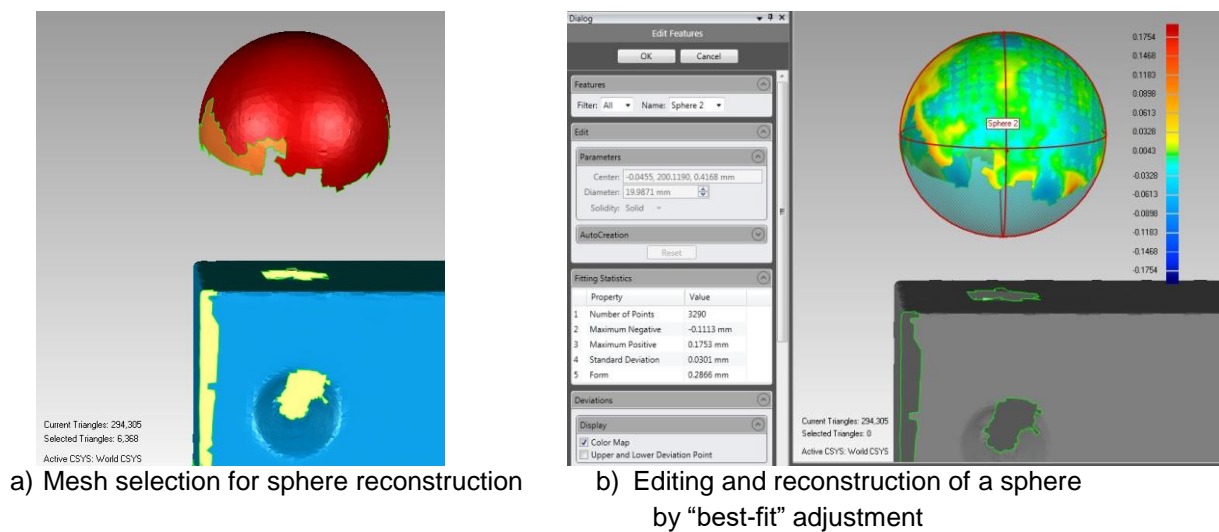 Current Triangles: 294,305
Selected Triangles: 6,368
Active CSYS: World CSYS
a) Mesh selection for sphere reconstruction
Dialog
Edit Features
OK Cancel
Features
Filter: All Name: Sphere 2
Edit
Parameters
Center: -0.0455, 200.1190, 0.4168 mm
Diameter: 19.9871 mm
Solidity: Solid
AutoCreation
Reset
Fitting Statistics
Property Value
1 Number of Points 3290
2 Maximum Negative -0.1113 mm
3 Maximum Positive 0.1753 mm
4 Standard Deviation 0.0301 mm
5 Form 0.2866 mm
Deviations
Display
Color Map
Upper and Lower Deviation Point
Sphere 2
0.1754
0.1468
0.1183
0.0898
0.0613
0.0328
0.0043
-0.0328
-0.0613
-0.0898
-0.1183
-0.1468
-0.1754
Current Triangles: 294,305
Selected Triangles: 0
Active CSYS: World CSYS
b) Editing and reconstruction of a sphere
by “best-fit” adjustment